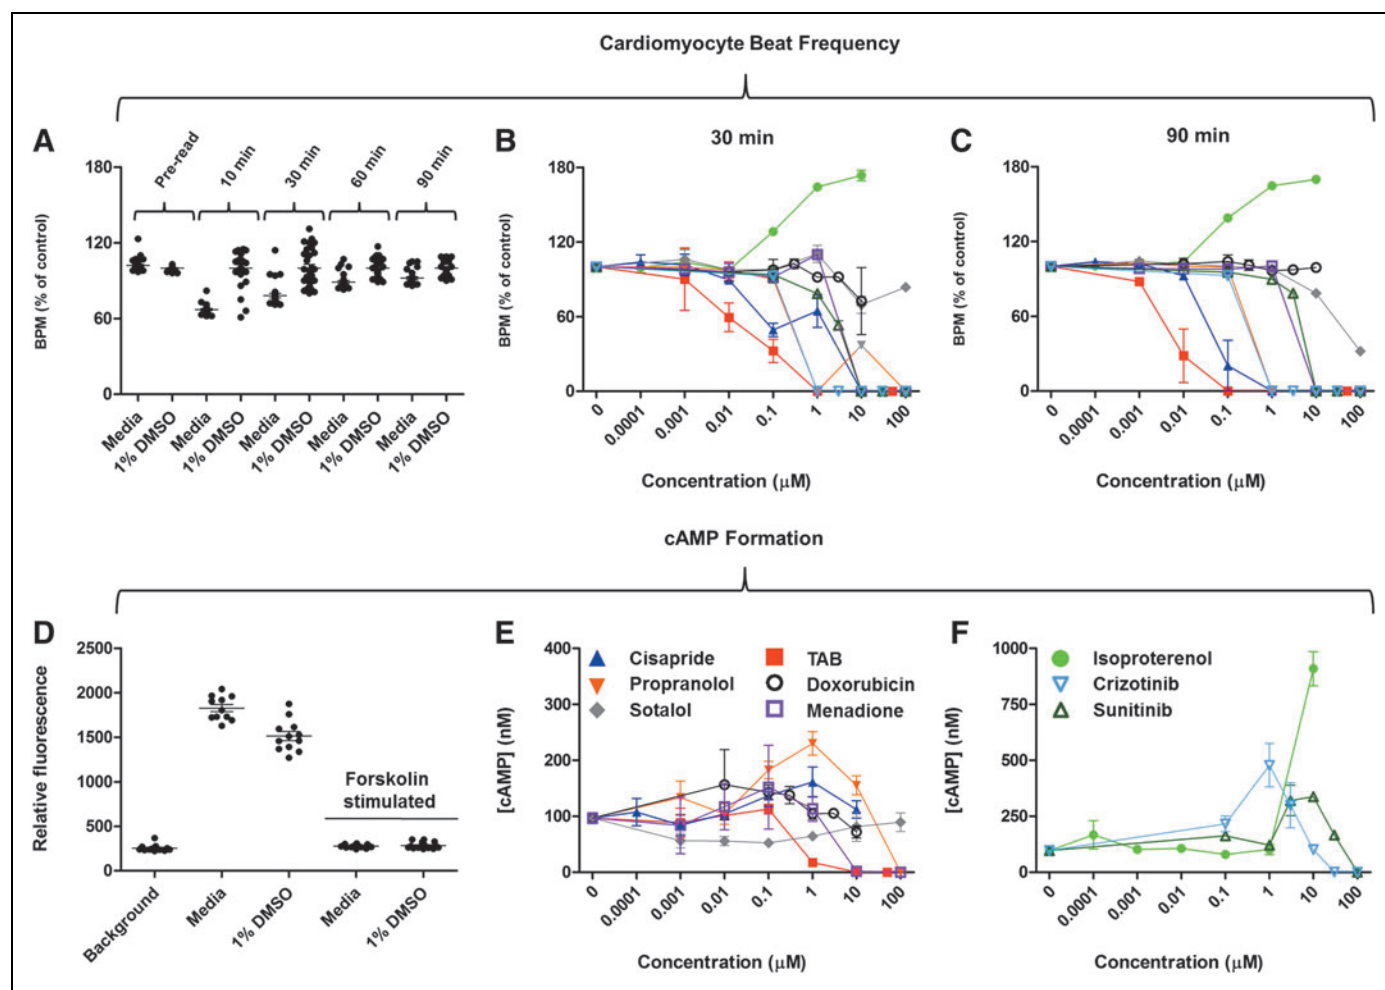 Cardiomyocyte Beat Frequency
A
Pre-read
10 min
30 min
60 min
90 min
BPM (% of control)
180
120
60
0
Media
1% DMSO
Media
1% DMSO
Media
1% DMSO
Media
1% DMSO
Media
1% DMSO
B
30 min
BPM (% of control)
180
120
60
0
0
0.0001
0.001
0.01
0.1
1
10
100
Concentration (μM)
C
90 min
BPM (% of control)
180
120
60
0
0
0.0001
0.001
0.01
0.1
1
10
100
Concentration (μM)
cAMP Formation
D
Relative fluorescence
2500
2000
1500
1000
500
0
Forskolin
stimulated
Background
Media
1% DMSO
Media
1% DMSO
E
[cAMP] (nM)
400
300
200
100
0
Cisapride
Propranolol
Sotalol
TAB
Doxorubicin
Menadione
0
0.0001
0.001
0.01
0.1
1
10
100
Concentration (μM)
F
[cAMP] (nM)
1000
750
500
250
0
Isoproterenol
Crizotinib
Sunitinib
0
0.0001
0.001
0.01
0.1
1
10
100
Concentration (μM)